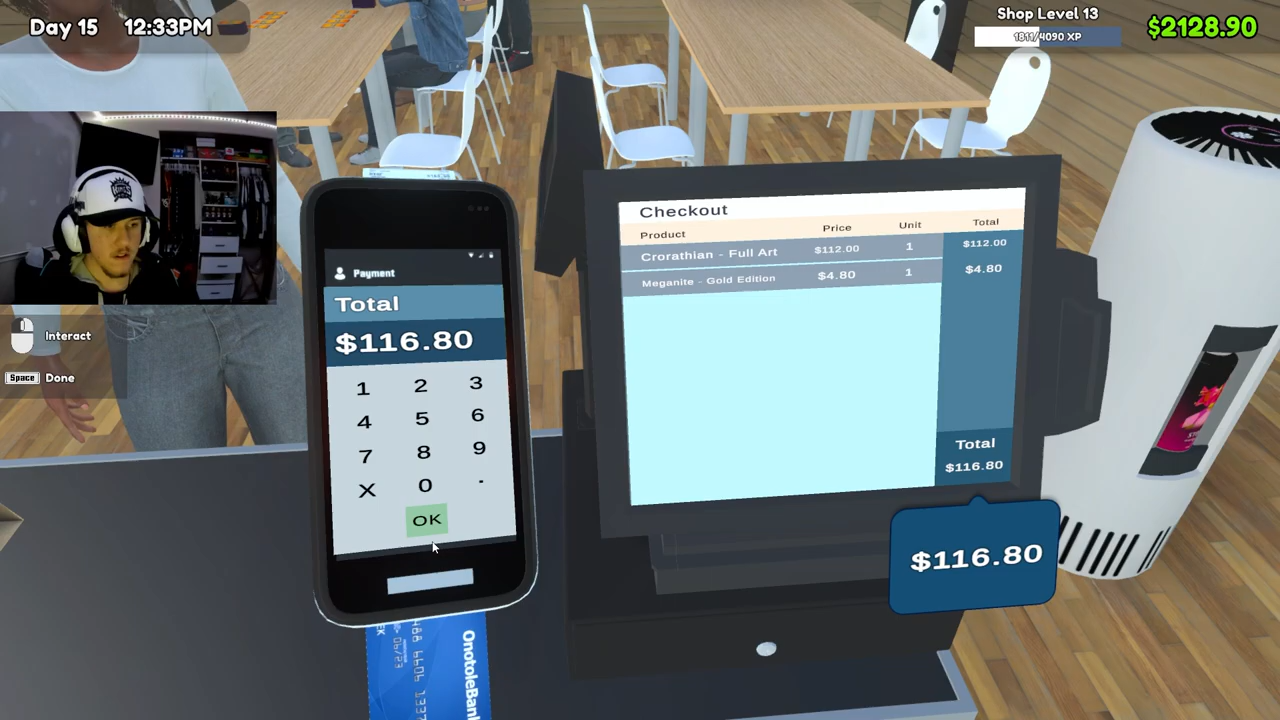 Day 15 12:33PM
Shop Level 13
1811/4090 XP
$2128.90
Interact
Space Done
Payment
Total
$116.80
1 2 3
4 5 6
7 8 9
X 0 .
OK
Checkout
Product Price Unit Total
Crorathian - Full Art $112.00 1 $112.00
Meganite - Gold Edition $4.80 1 $4.80
Total
$116.80
$116.80
OnotoleBank